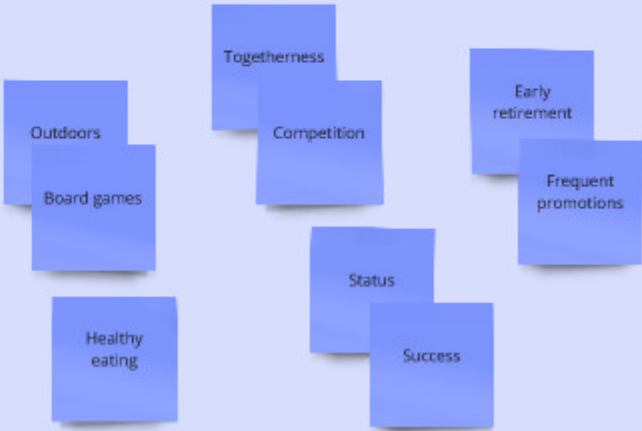 Togetherness
Competition
Early
retirement
Outdoors
Board games
Frequent
promotions
Status
Success
Healthy
eating